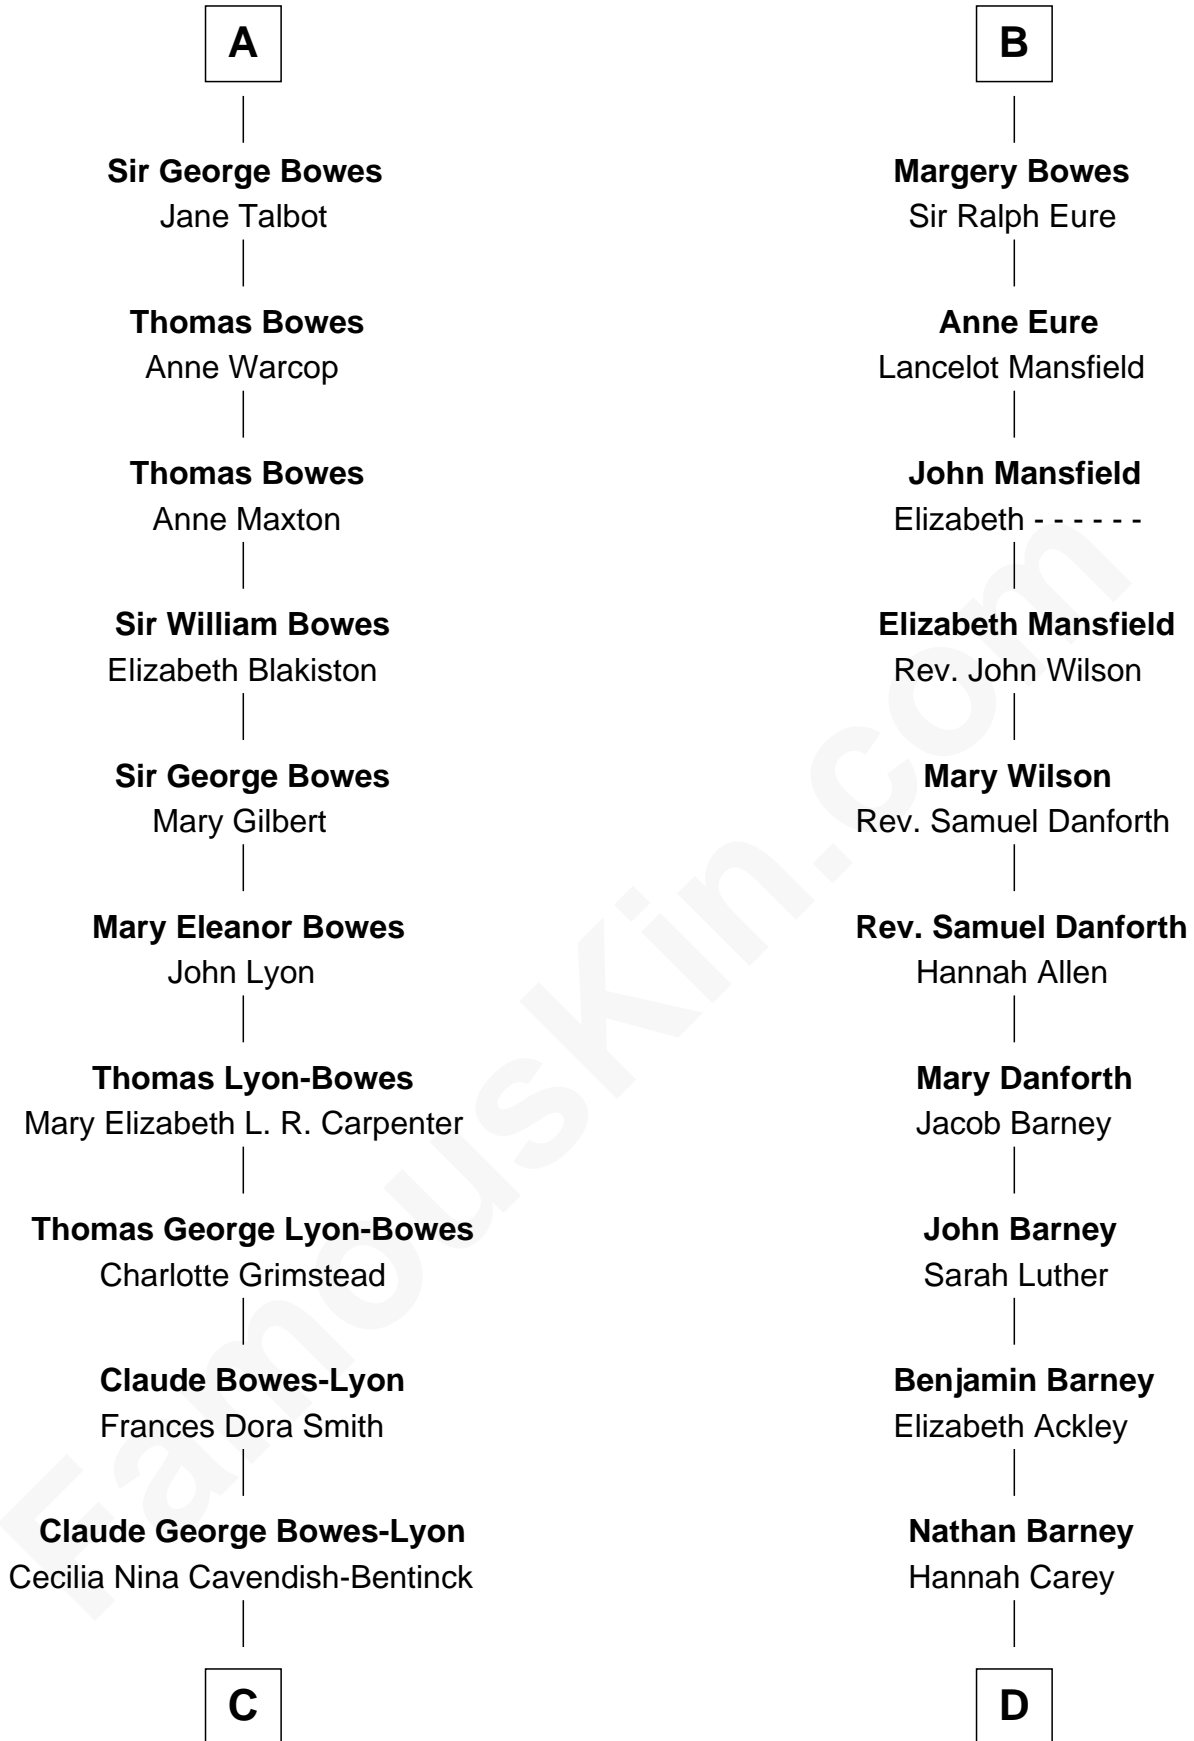 A
Sir George Bowes
Jane Talbot
Thomas Bowes
Anne Warcop
Thomas Bowes
Anne Maxton
Sir William Bowes
Elizabeth Blakiston
Sir George Bowes
Mary Gilbert
Mary Eleanor Bowes
John Lyon
Thomas Lyon-Bowes
Mary Elizabeth L. R. Carpenter
Thomas George Lyon-Bowes
Charlotte Grimstead
Claude Bowes-Lyon
Frances Dora Smith
Claude George Bowes-Lyon
Cecilia Nina Cavendish-Bentinck
C
B
Margery Bowes
Sir Ralph Eure
Anne Eure
Lancelot Mansfield
John Mansfield
Elizabeth - - - - - -
Elizabeth Mansfield
Rev. John Wilson
Mary Wilson
Rev. Samuel Danforth
Rev. Samuel Danforth
Hannah Allen
Mary Danforth
Jacob Barney
John Barney
Sarah Luther
Benjamin Barney
Elizabeth Ackley
Nathan Barney
Hannah Carey
D
FamousKin.com